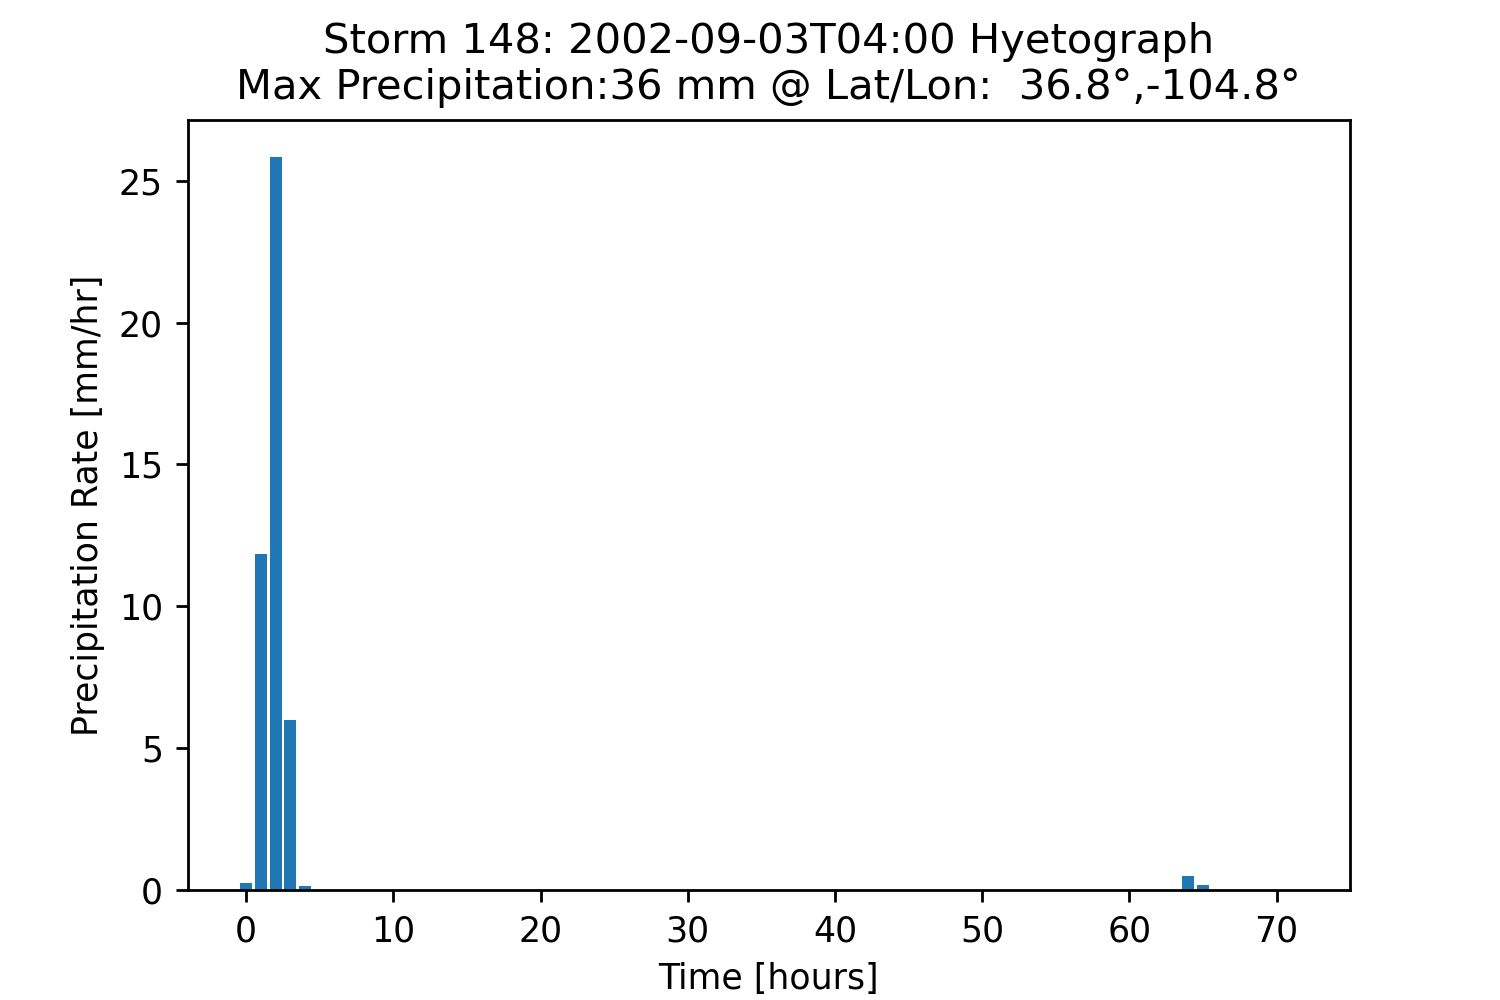 Storm 148: 2002-09-03T04:00 Hyetograph
Max Precipitation:36 mm @ Lat/Lon:  36.8°,-104.8°
Precipitation Rate [mm/hr]
25
20
15
10
5
0
0 10 20 30 40 50 60 70
Time [hours]